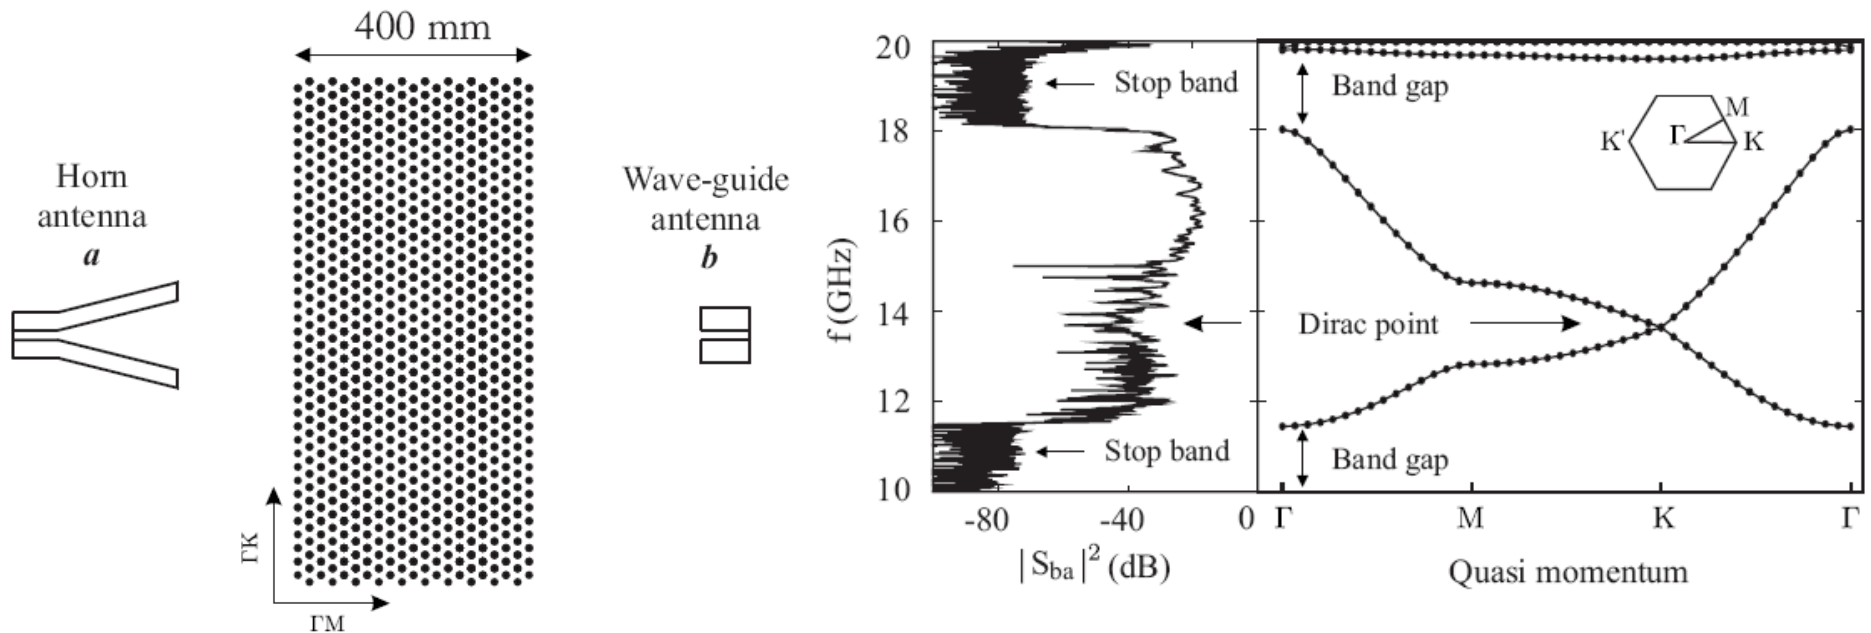 400 mm
Horn
antenna
a
Wave-guide
antenna
b
ΓK
ΓM
f (GHz)
20
18
16
14
12
10
Stop band
Stop band
-80
-40
0
|S_ba|² (dB)
Band gap
M
K'
Γ
K
Dirac point
Band gap
Γ
M
K
Γ
Quasi momentum